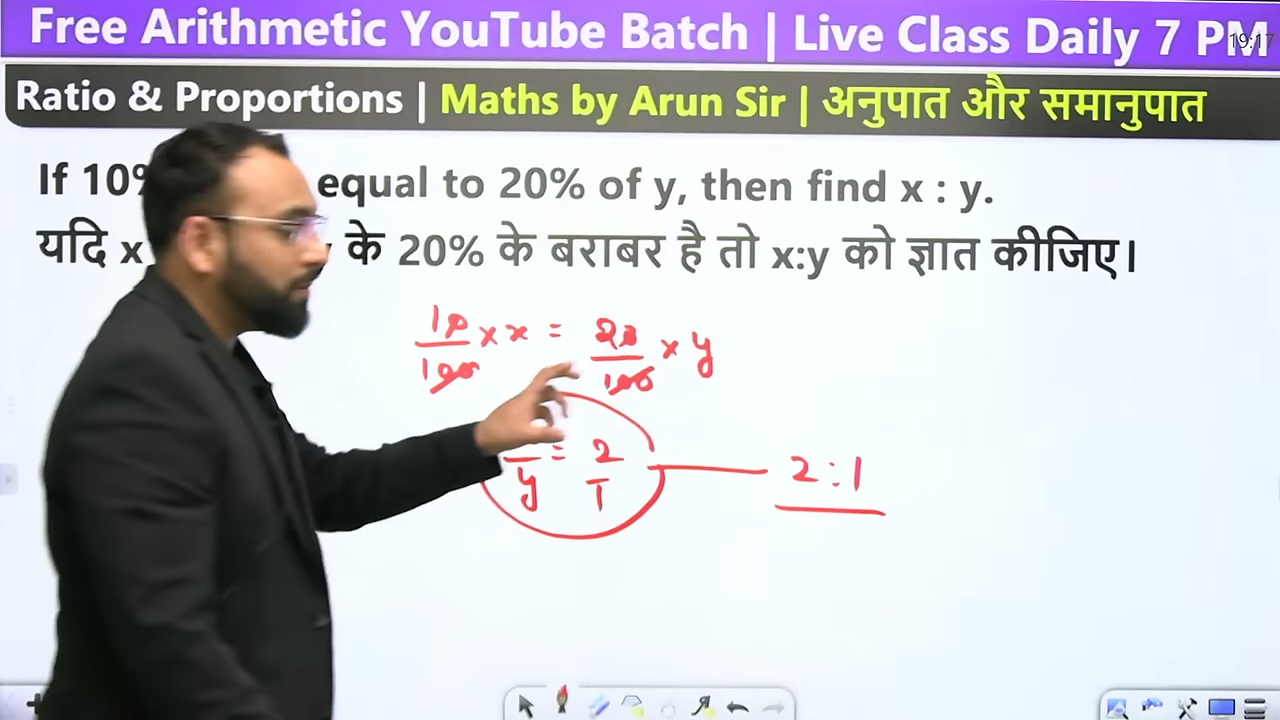 Free Arithmetic YouTube Batch | Live Class Daily 7 PM
19:17
Ratio & Proportions | Maths by Arun Sir | अनुपात और समानुपात
If 10% equal to 20% of y, then find x : y.
यदि x के 20% के बराबर है तो x:y को ज्ञात कीजिए।
10/100 × x = 20/100 × y
/y = 2/1 2:1